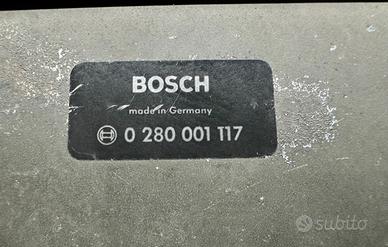 BOSCH
made in Germany
0 280 001 117
subito